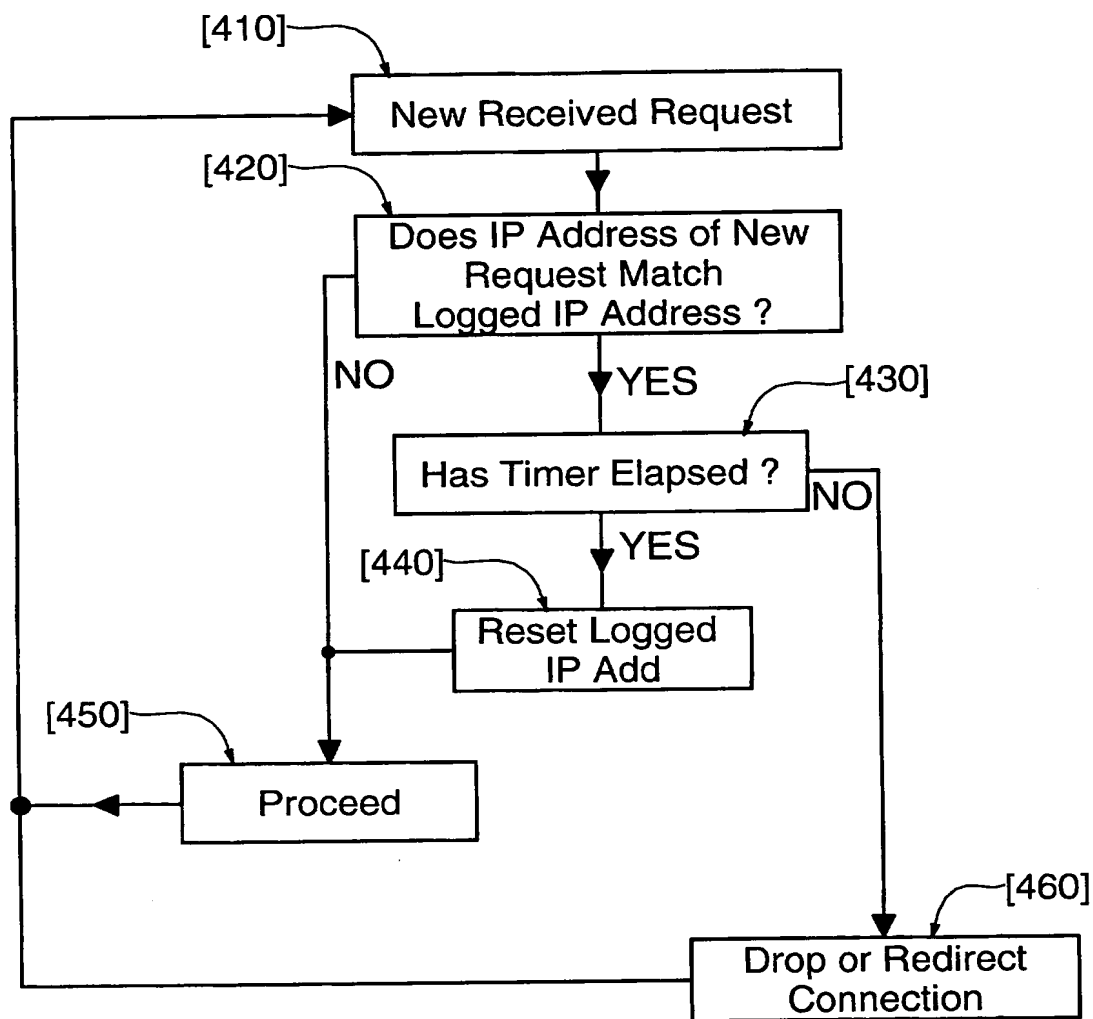 [410]
New Received Request
[420]
Does IP Address of New
Request Match
Logged IP Address ?
NO
YES
[430]
Has Timer Elapsed ?
NO
YES
[440]
Reset Logged
IP Add
[450]
Proceed
[460]
Drop or Redirect
Connection